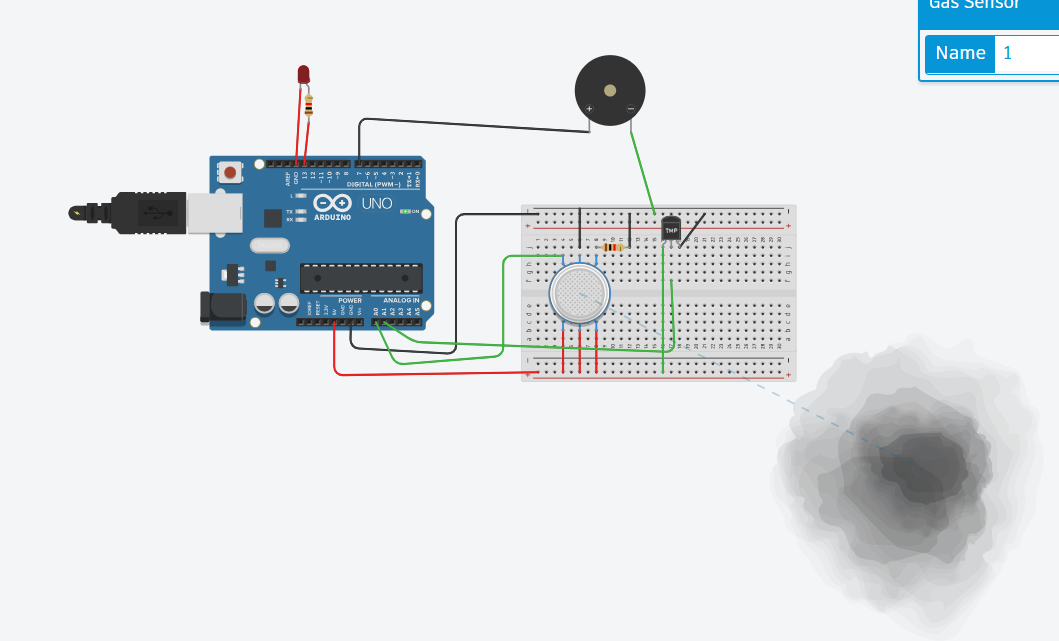 Gas Sensor
Name 1
AREF
GND
13
12
~11
~10
~9
8
7
~6
~5
4
~3
2
TX→1
RX←0
DIGITAL (PWM~)
L
TX
RX
ARDUINO
UNO
ON
POWER
ANALOG IN
IOREF
RESET
3.3V
5V
GND
GND
Vin
A0
A1
A2
A3
A4
A5
+
−
TMP